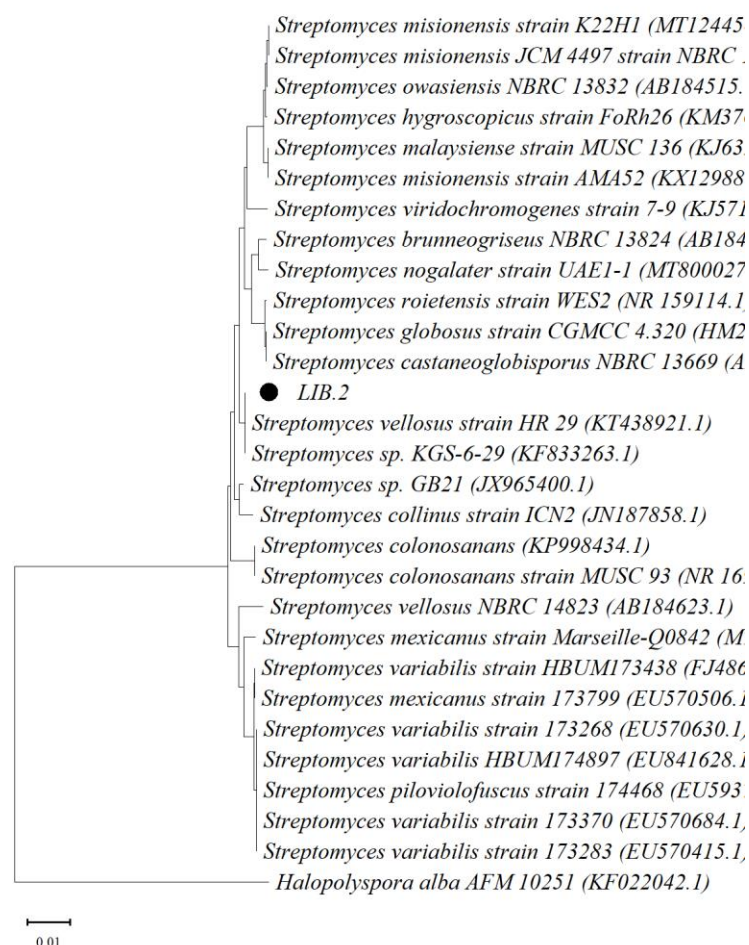 Streptomyces misionensis strain K22H1 (MT12445
Streptomyces misionensis JCM 4497 strain NBRC
Streptomyces owasiensis NBRC 13832 (AB184515.
Streptomyces hygroscopicus strain FoRh26 (KM37
Streptomyces malaysiense strain MUSC 136 (KJ63
Streptomyces misionensis strain AMA52 (KX12988
Streptomyces viridochromogenes strain 7-9 (KJ571
Streptomyces brunneogriseus NBRC 13824 (AB184
Streptomyces nogalater strain UAE1-1 (MT800027
Streptomyces roietensis strain WES2 (NR 159114.1)
Streptomyces globosus strain CGMCC 4.320 (HM2
Streptomyces castaneoglobisporus NBRC 13669 (A
LIB.2
Streptomyces vellosus strain HR 29 (KT438921.1)
Streptomyces sp. KGS-6-29 (KF833263.1)
Streptomyces sp. GB21 (JX965400.1)
Streptomyces collinus strain ICN2 (JN187858.1)
Streptomyces colonosanans (KP998434.1)
Streptomyces colonosanans strain MUSC 93 (NR 16
Streptomyces vellosus NBRC 14823 (AB184623.1)
Streptomyces mexicanus strain Marseille-Q0842 (M
Streptomyces variabilis strain HBUM173438 (FJ486
Streptomyces mexicanus strain 173799 (EU570506.1
Streptomyces variabilis strain 173268 (EU570630.1)
Streptomyces variabilis HBUM174897 (EU841628.1
Streptomyces piloviolofuscus strain 174468 (EU593
Streptomyces variabilis strain 173370 (EU570684.1)
Streptomyces variabilis strain 173283 (EU570415.1)
Halopolyspora alba AFM 10251 (KF022042.1)
0.01